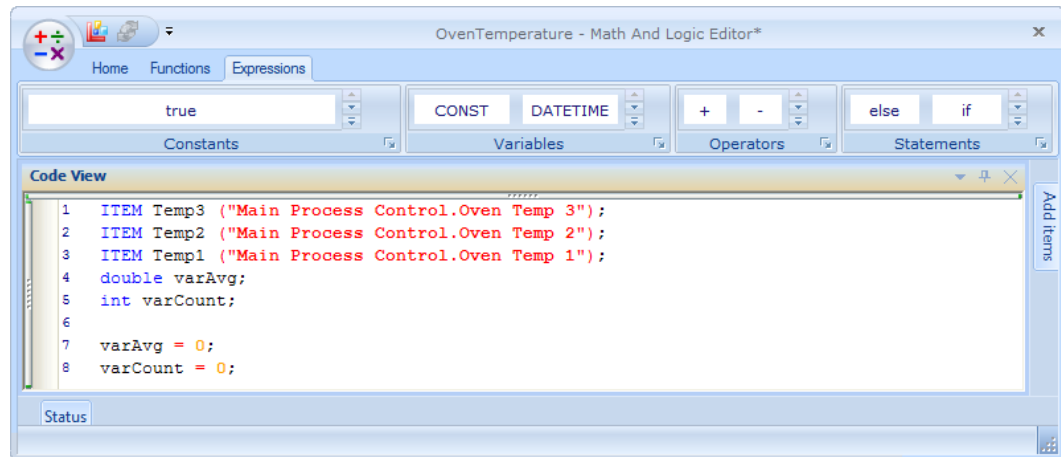 OvenTemperature - Math And Logic Editor*
Home Functions Expressions
true CONST DATETIME + - else if
Constants Variables Operators Statements
Code View
1 ITEM Temp3 ("Main Process Control.Oven Temp 3");
2 ITEM Temp2 ("Main Process Control.Oven Temp 2");
3 ITEM Temp1 ("Main Process Control.Oven Temp 1");
4 double varAvg;
5 int varCount;
6
7 varAvg = 0;
8 varCount = 0;
Add items
Status